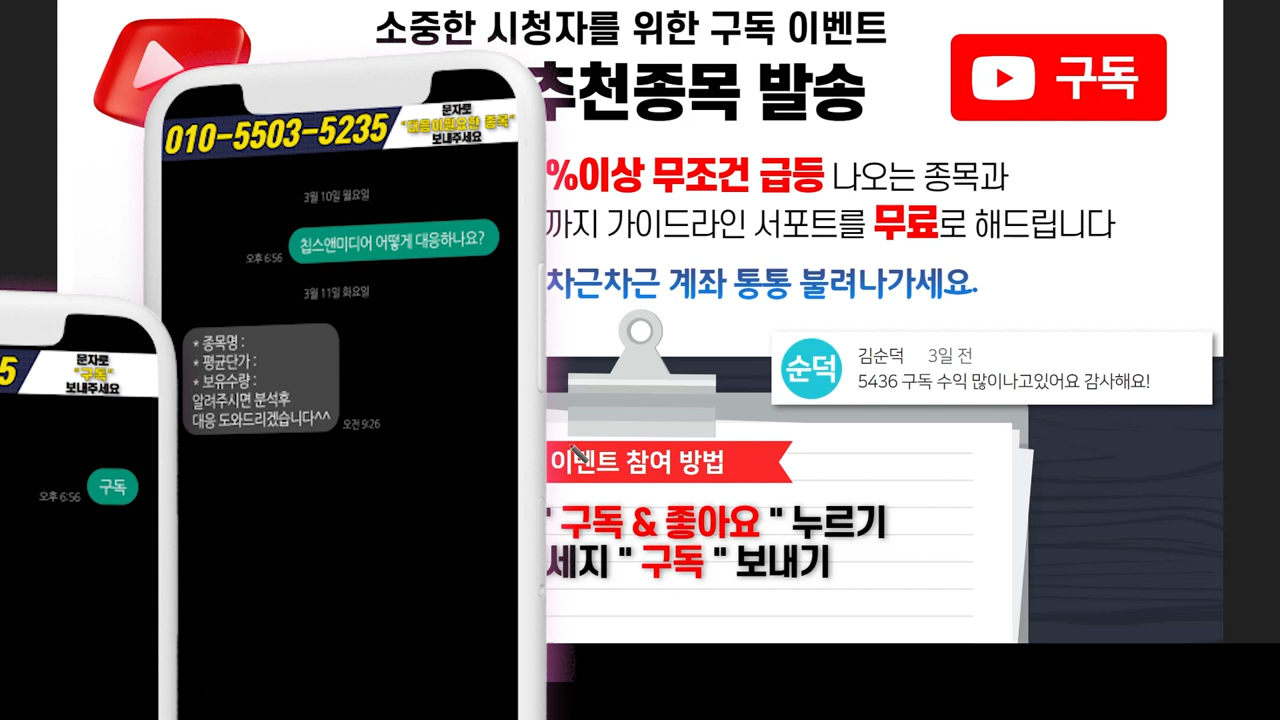 소중한 시청자를 위한 구독 이벤트
추천종목 발송
구독
%이상 무조건 급등 나오는 종목과
까지 가이드라인 서포트를 무료로 해드립니다
차근차근 계좌 통통 불려나가세요.
순덕
김순덕 3일 전
5436 구독 수익 많이나고있어요 감사해요!
이벤트 참여 방법
" 구독 & 좋아요 " 누르기
세지 " 구독 " 보내기
010-5503-5235
문자로
"대응이필요한 종목"
보내주세요
3월 10일 월요일
칩스앤미디어 어떻게 대응하나요?
오후 6:56
3월 11일 화요일
* 종목명 :
* 평균단가 :
* 보유수량 :
알려주시면 분석후
대응 도와드리겠습니다^^
오전 9:26
5
문자로
"구독"
보내주세요
구독
오후 6:56